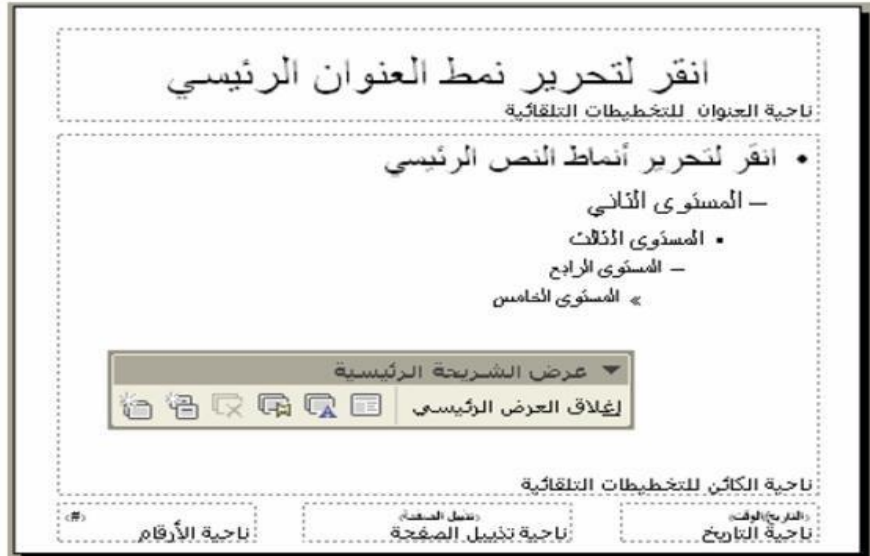 انقر لتحرير نمط العنوان الرئيسي
ناحية العنوان للتخطيطات التلقائية
• انقر لتحرير أنماط النص الرئيسي
– المستوى الثاني
▪ المستوى الثالث
– المستوى الرابع
» المستوى الخامس
عرض الشريحة الرئيسية
إغلاق العرض الرئيسي
ناحية الكائن للتخطيطات التلقائية
<التاريخ/الوقت>
ناحية التاريخ
<تذييل الصفحة>
ناحية تذييل الصفحة
<#>
ناحية الأرقام